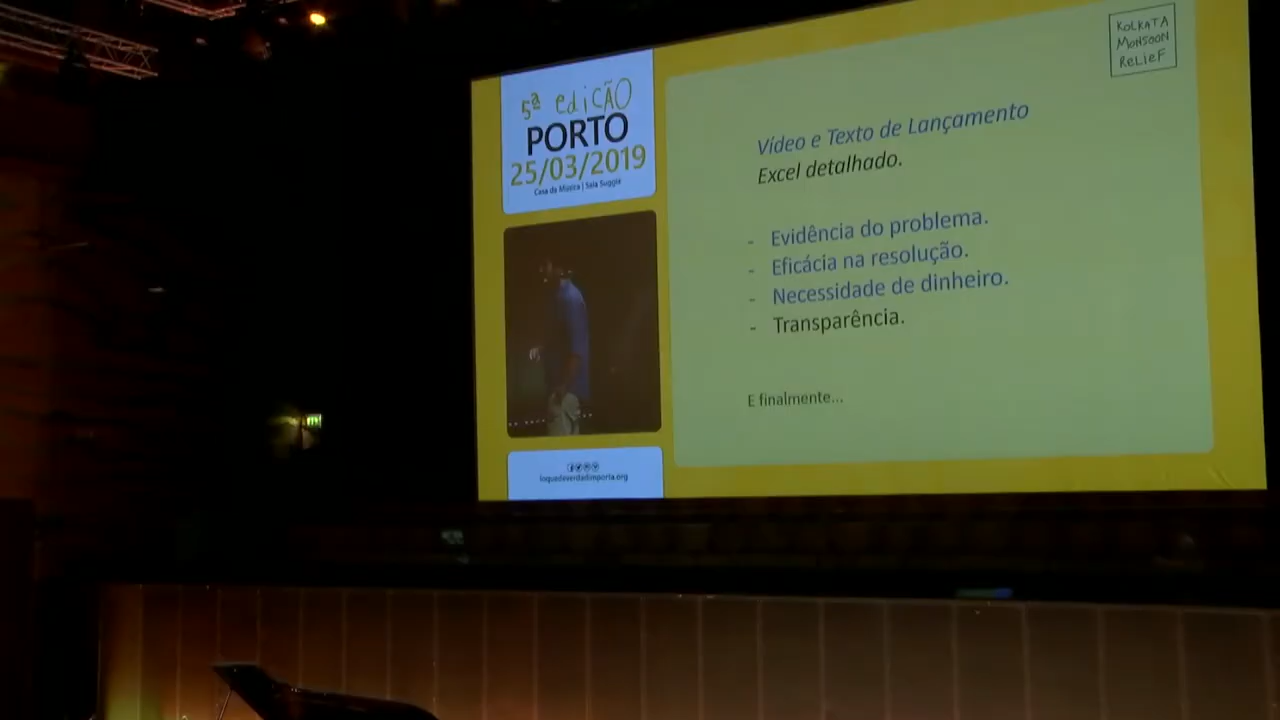 5ª edição
PORTO
25/03/2019
Casa da Música | Sala Suggia
loquedeverdadimporta.org
KOLKATA
MONSOON
RELIEF
Vídeo e Texto de Lançamento
Excel detalhado.
- Evidência do problema.
- Eficácia na resolução.
- Necessidade de dinheiro.
- Transparência.
E finalmente...